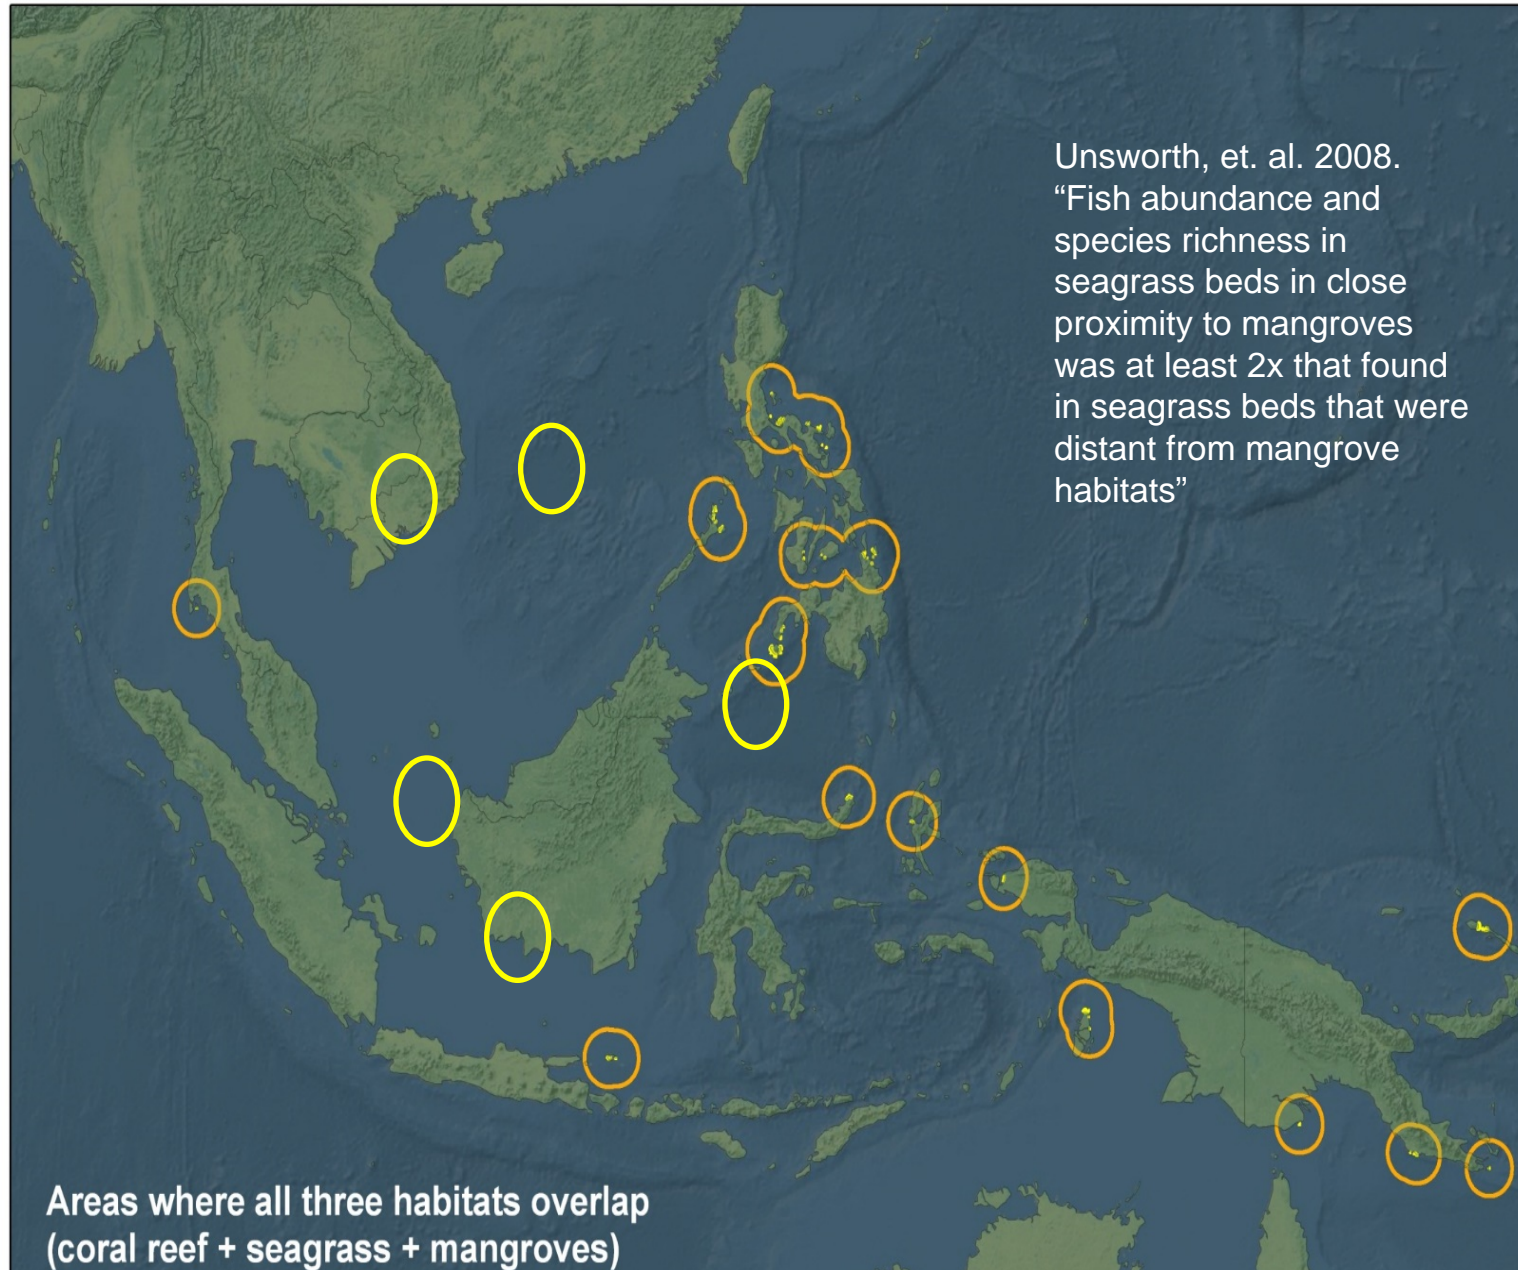 Unsworth, et. al. 2008.
“Fish abundance and
species richness in
seagrass beds in close
proximity to mangroves
was at least 2x that found
in seagrass beds that were
distant from mangrove
habitats”
Areas where all three habitats overlap
(coral reef + seagrass + mangroves)